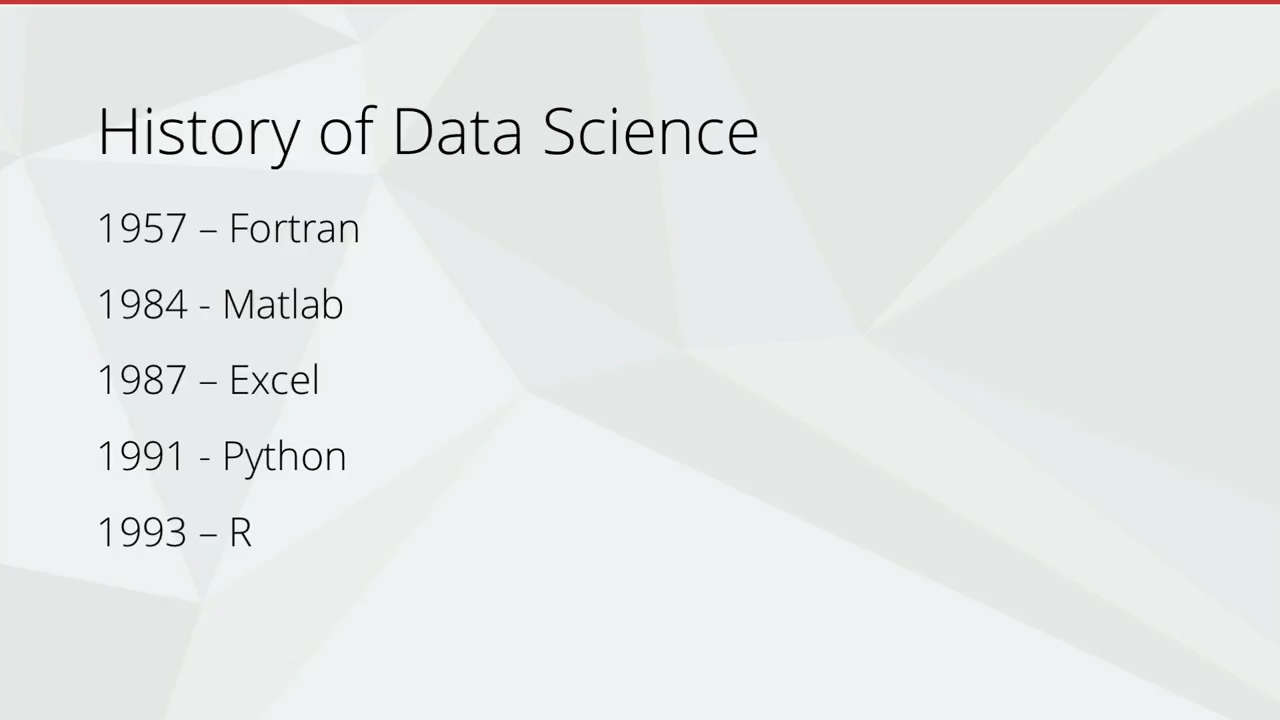 History of Data Science
1957 – Fortran
1984 - Matlab
1987 – Excel
1991 - Python
1993 – R